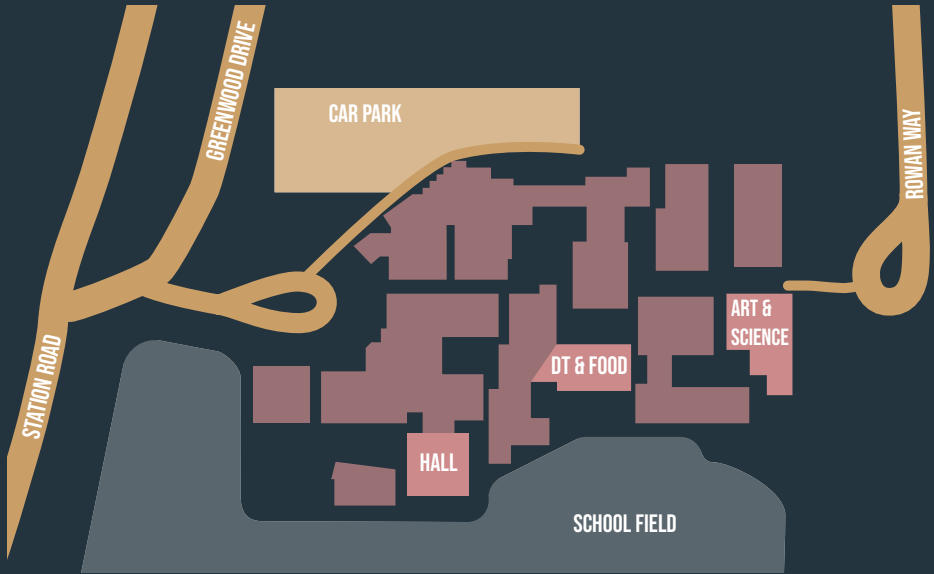 GREENWOOD DRIVE
CAR PARK
ROWAN WAY
ART &
SCIENCE
STATION ROAD
DT & FOOD
HALL
SCHOOL FIELD